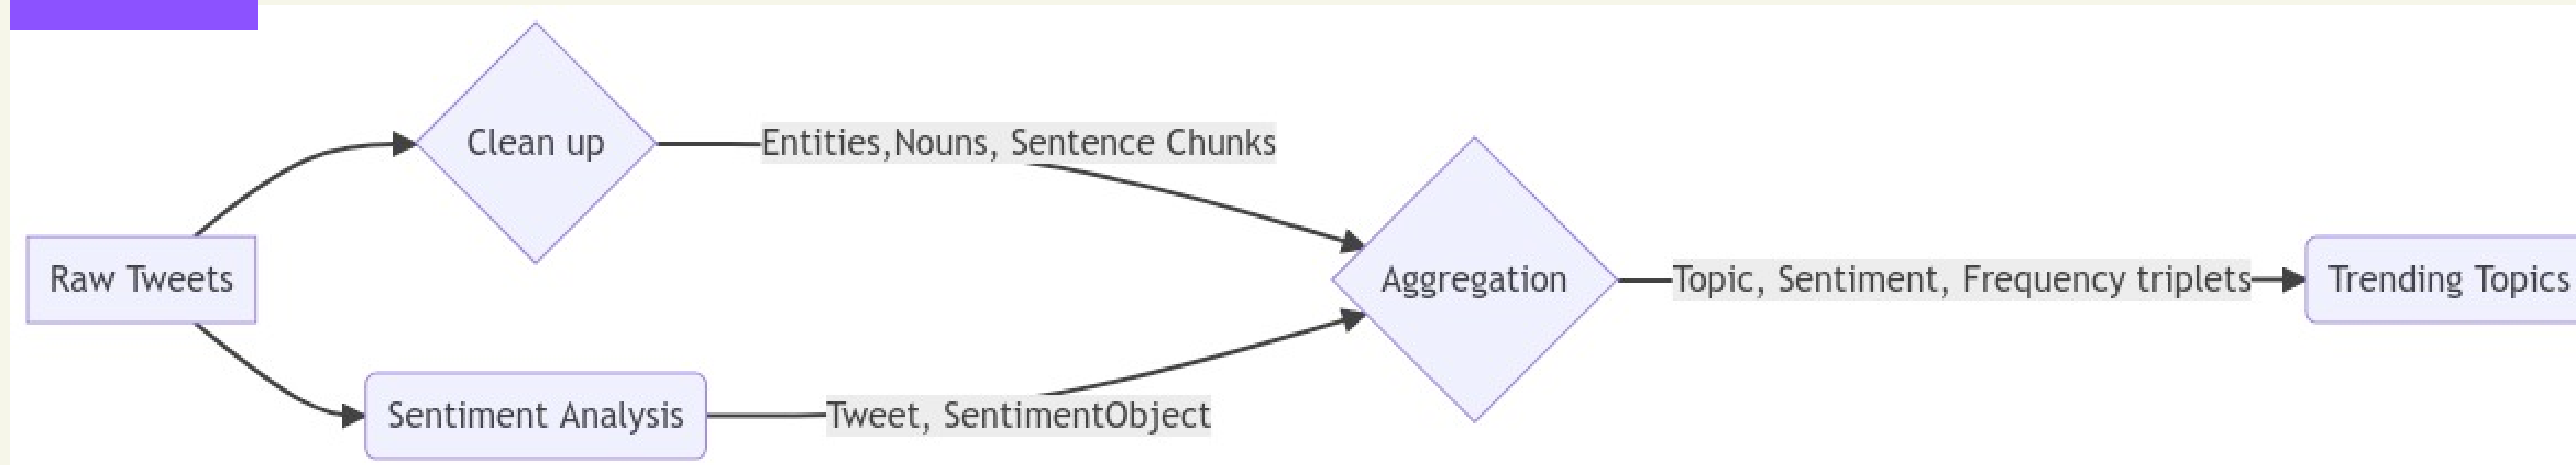 Clean up
Entities,Nouns, Sentence Chunks
Raw Tweets
Aggregation
Topic, Sentiment, Frequency triplets
Trending Topics
Sentiment Analysis
Tweet, SentimentObject